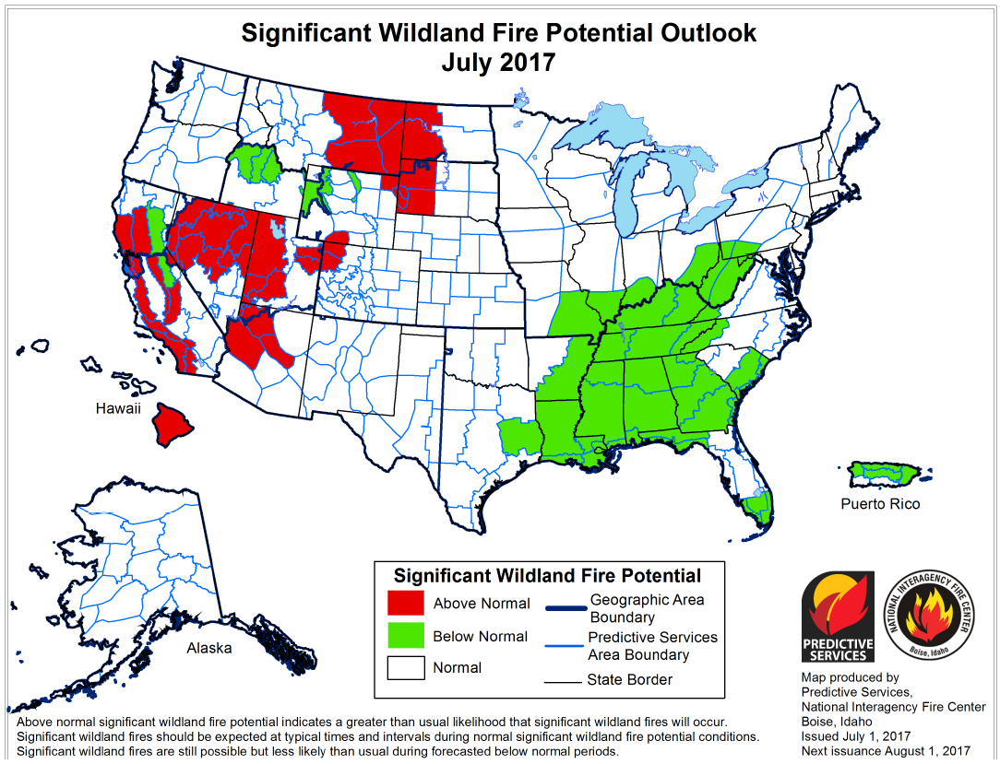 Significant Wildland Fire Potential Outlook
July 2017
Hawaii
Puerto Rico
Alaska
Significant Wildland Fire Potential
Above Normal
Below Normal
Normal
Geographic Area
Boundary
Predictive Services
Area Boundary
State Border
PREDICTIVE
SERVICES
NATIONAL INTERAGENCY FIRE CENTER
Boise, Idaho
Map produced by
Predictive Services,
National Interagency Fire Center
Boise, Idaho
Issued July 1, 2017
Next issuance August 1, 2017
Above normal significant wildland fire potential indicates a greater than usual likelihood that significant wildland fires will occur.
Significant wildland fires should be expected at typical times and intervals during normal significant wildland fire potential conditions.
Significant wildland fires are still possible but less likely than usual during forecasted below normal periods.